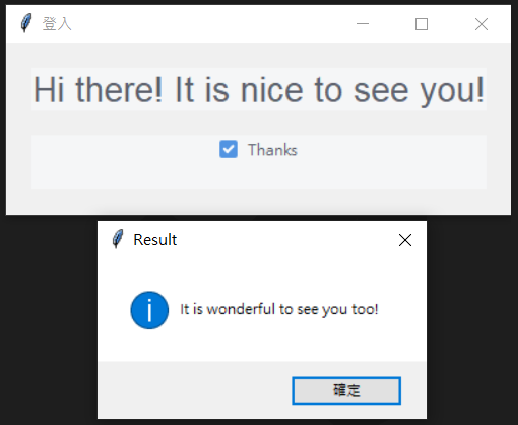 登入
Hi there! It is nice to see you!
Thanks
Result
It is wonderful to see you too!
確定